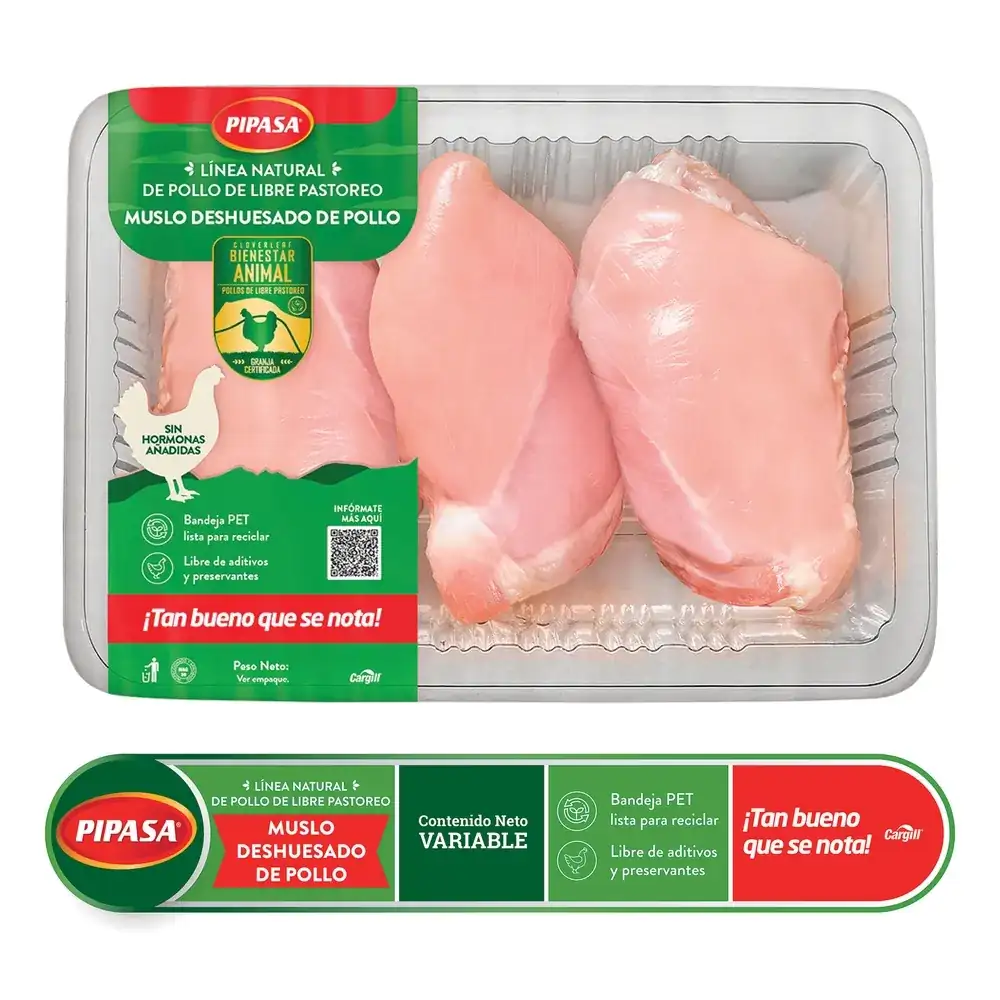 PIPASA®
LÍNEA NATURAL
DE POLLO DE LIBRE PASTOREO
MUSLO DESHUESADO DE POLLO
CLOVERLEAF
BIENESTAR
ANIMAL
POLLOS DE LIBRE PASTOREO
GRANJA
CERTIFICADA
SIN
HORMONAS
AÑADIDAS
INFÓRMATE
MÁS AQUÍ
Bandeja PET
lista para reciclar
Libre de aditivos
y preservantes
¡Tan bueno que se nota!
Peso Neto:
Ver empaque.
Cargill
PIPASA®
LÍNEA NATURAL
DE POLLO DE LIBRE PASTOREO
MUSLO
DESHUESADO
DE POLLO
Contenido Neto
VARIABLE
Bandeja PET
lista para reciclar
Libre de aditivos
y preservantes
¡Tan bueno
que se nota!
Cargill